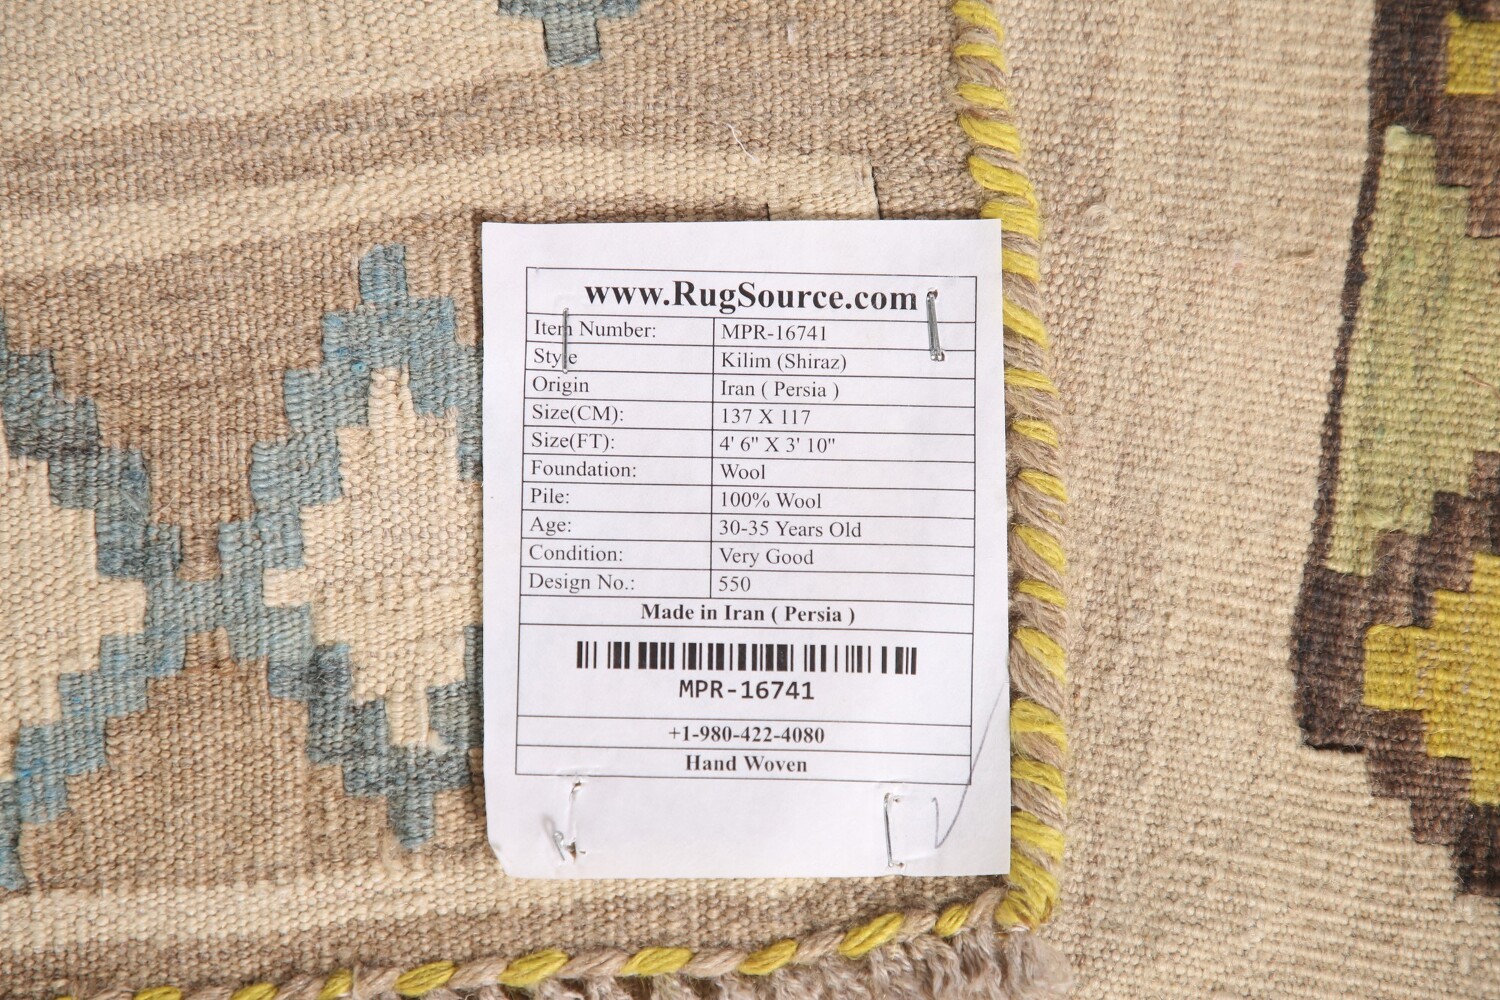 www.RugSource.com
Item Number: MPR-16741
Style Kilim (Shiraz)
Origin Iran ( Persia )
Size(CM): 137 X 117
Size(FT): 4' 6" X 3' 10"
Foundation: Wool
Pile: 100% Wool
Age: 30-35 Years Old
Condition: Very Good
Design No.: 550
Made in Iran ( Persia )
MPR-16741
+1-980-422-4080
Hand Woven